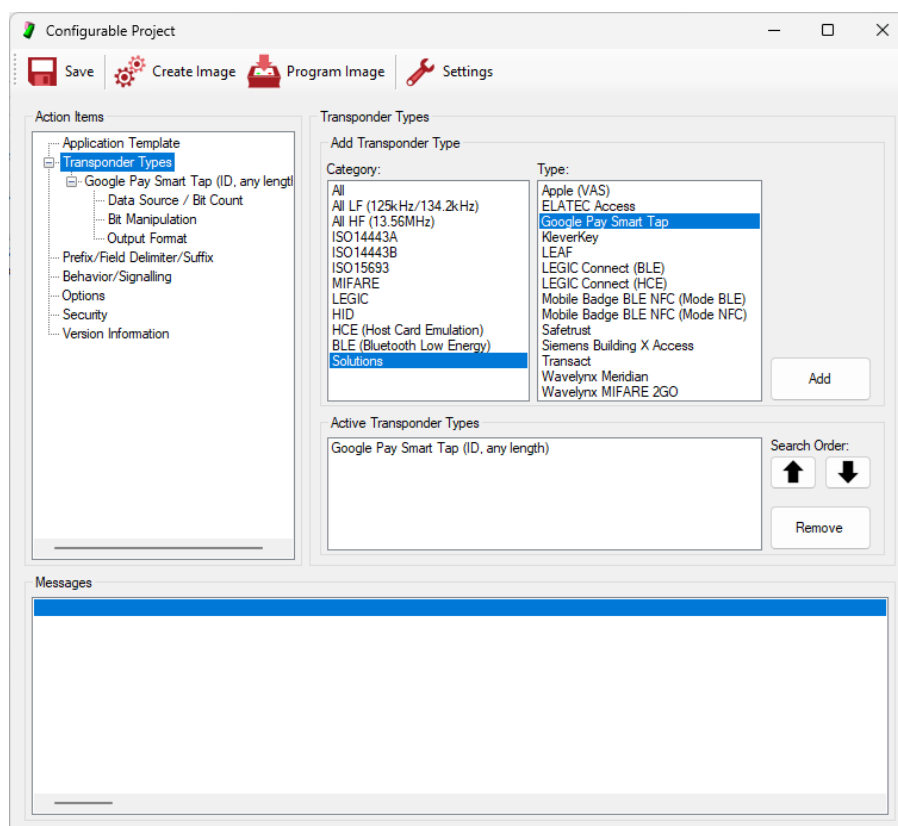 Configurable Project
Save
Create Image
Program Image
Settings
Action Items
Application Template
Transponder Types
Google Pay Smart Tap (ID, any lengtl
Data Source / Bit Count
Bit Manipulation
Output Format
Prefix/Field Delimiter/Suffix
Behavior/Signalling
Options
Security
Version Information
Transponder Types
Add Transponder Type
Category:
All
All LF (125kHz/134.2kHz)
All HF (13.56MHz)
ISO14443A
ISO14443B
ISO15693
MIFARE
LEGIC
HID
HCE (Host Card Emulation)
BLE (Bluetooth Low Energy)
Solutions
Type:
Apple (VAS)
ELATEC Access
Google Pay Smart Tap
KleverKey
LEAF
LEGIC Connect (BLE)
LEGIC Connect (HCE)
Mobile Badge BLE NFC (Mode BLE)
Mobile Badge BLE NFC (Mode NFC)
Safetrust
Siemens Building X Access
Transact
Wavelynx Meridian
Wavelynx MIFARE 2GO
Add
Active Transponder Types
Google Pay Smart Tap (ID, any length)
Search Order:
Remove
Messages